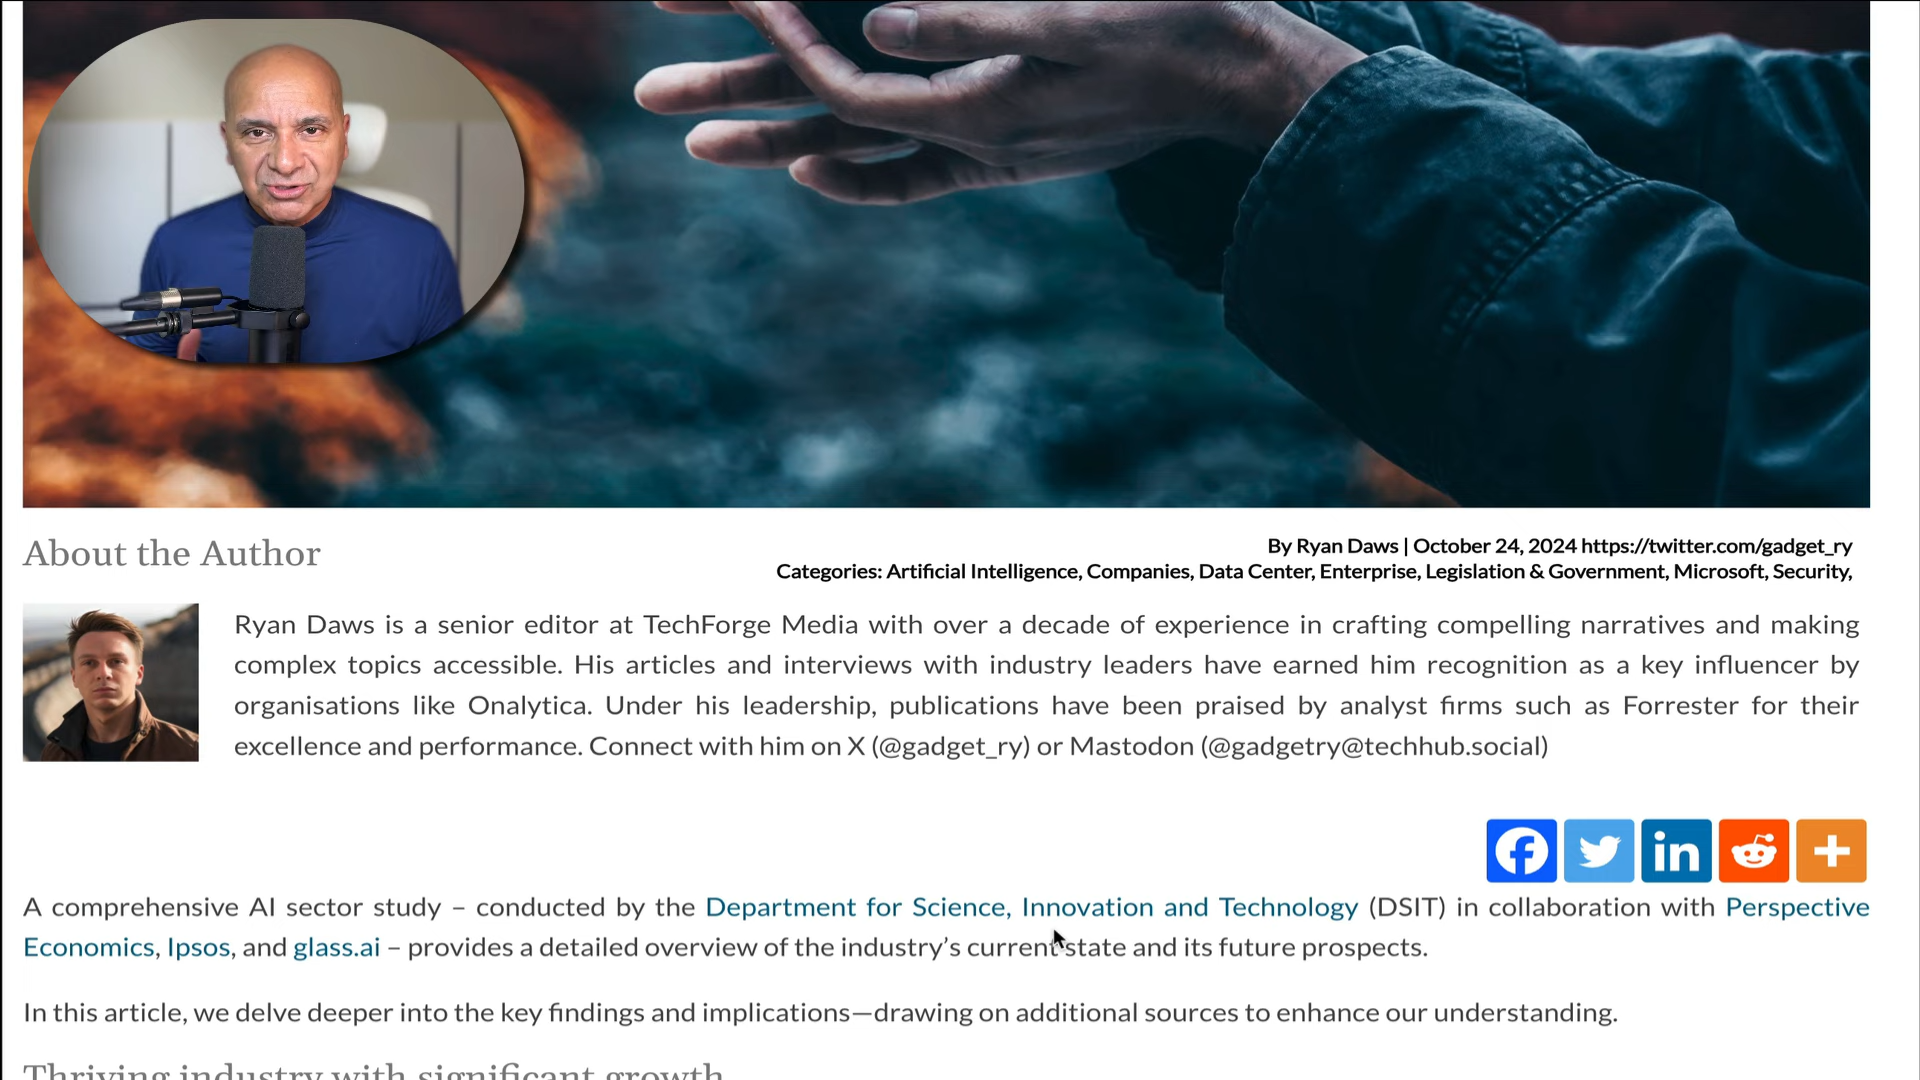 About the Author
By Ryan Daws | October 24, 2024 https://twitter.com/gadget_ry
Categories: Artificial Intelligence, Companies, Data Center, Enterprise, Legislation & Government, Microsoft, Security,
Ryan Daws is a senior editor at TechForge Media with over a decade of experience in crafting compelling narratives and making
complex topics accessible. His articles and interviews with industry leaders have earned him recognition as a key influencer by
organisations like Onalytica. Under his leadership, publications have been praised by analyst firms such as Forrester for their
excellence and performance. Connect with him on X (@gadget_ry) or Mastodon (@gadgetry@techhub.social)
in
A comprehensive AI sector study – conducted by the Department for Science, Innovation and Technology (DSIT) in collaboration with Perspective
Economics, Ipsos, and glass.ai – provides a detailed overview of the industry’s current state and its future prospects.
In this article, we delve deeper into the key findings and implications—drawing on additional sources to enhance our understanding.
Thriving industry with significant growth